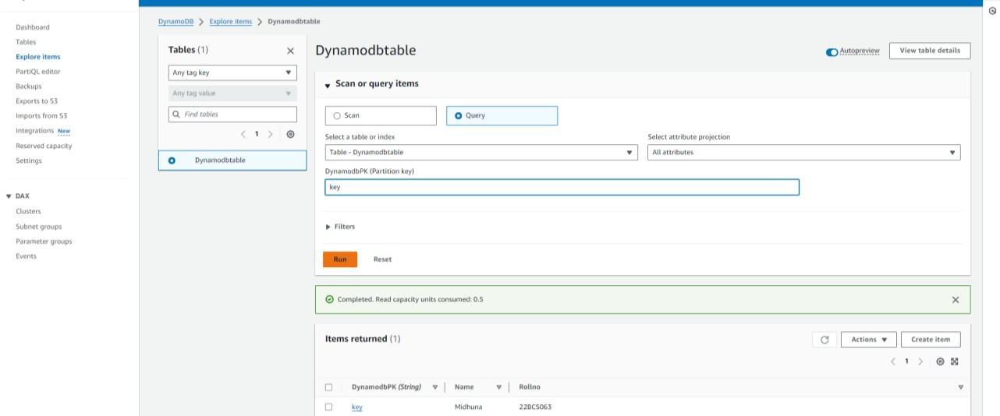 Dashboard
Tables
Explore items
PartiQL editor
Backups
Exports to S3
Imports from S3
Integrations New
Reserved capacity
Settings
DAX
Clusters
Subnet groups
Parameter groups
Events
DynamoDB > Explore items > Dynamodbtable
Tables (1)
Any tag key
Any tag value
Find tables
1
Dynamodbtable
Dynamodbtable
Autopreview
View table details
Scan or query items
Scan
Query
Select a table or index
Table - Dynamodbtable
Select attribute projection
All attributes
DynamodbPK (Partition key)
key
Filters
Run
Reset
Completed. Read capacity units consumed: 0.5
Items returned (1)
Actions
Create item
1
DynamodbPK (String) Name Rollno
key Midhuna 22BCS063